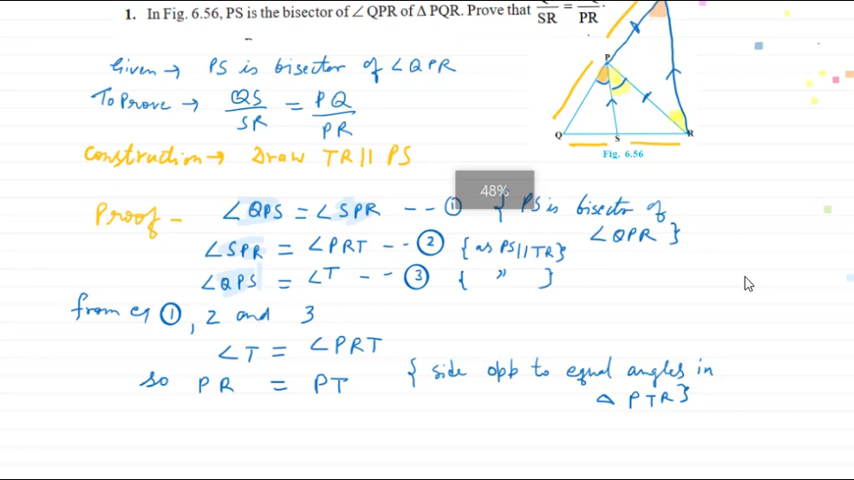 1. In Fig. 6.56, PS is the bisector of ∠ QPR of Δ PQR. Prove that SR = PR .
Given → PS is bisector of ∠QPR
To Prove → QS/SR = PQ/PR
Construction → Draw TR || PS
P
Q
S
R
Fig. 6.56
48%
Proof - ∠QPS = ∠SPR -- ① { PS is bisector of ∠QPR }
∠SPR = ∠PRT -- ② { as PS||TR}
∠QPS = ∠T -- ③ { " }
from eq ①, 2 and 3
∠T = ∠PRT
so PR = PT { side opp to equal angles in
Δ PTR}